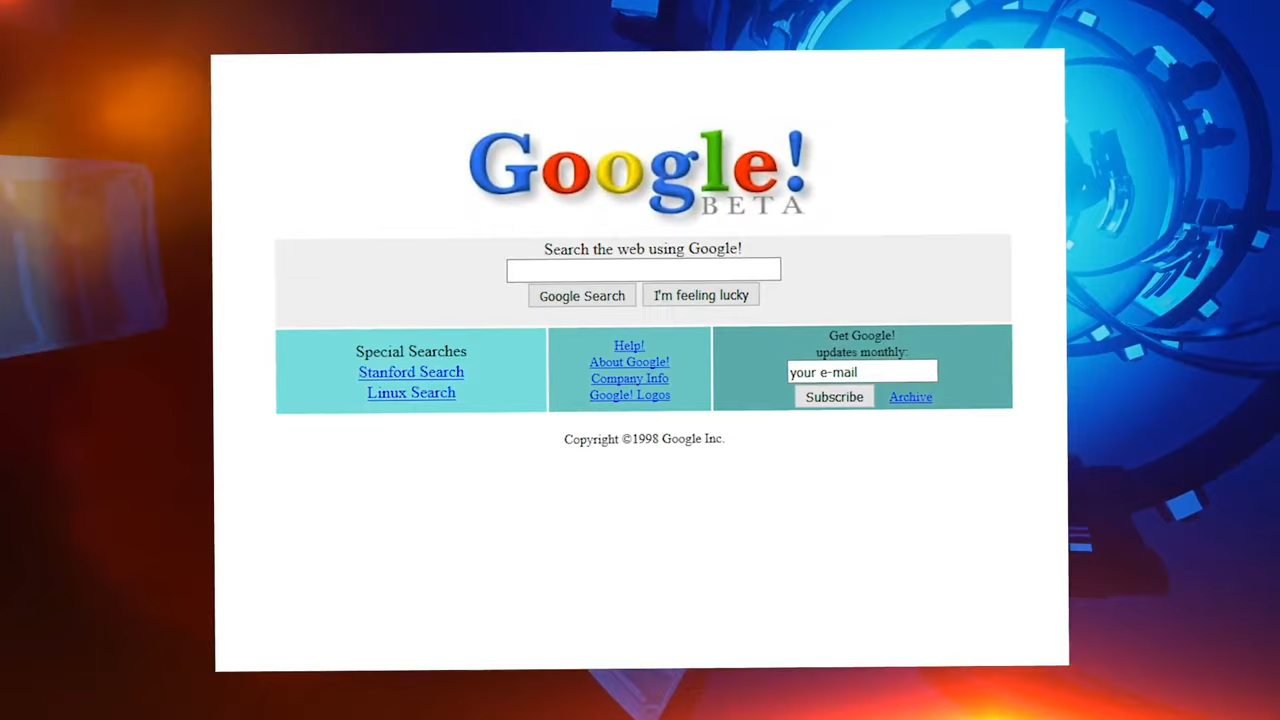 Google!
BETA
Search the web using Google!
Google Search
I'm feeling lucky
Special Searches
Stanford Search
Linux Search
Help!
About Google!
Company Info
Google! Logos
Get Google!
updates monthly:
your e-mail
Subscribe
Archive
Copyright ©1998 Google Inc.